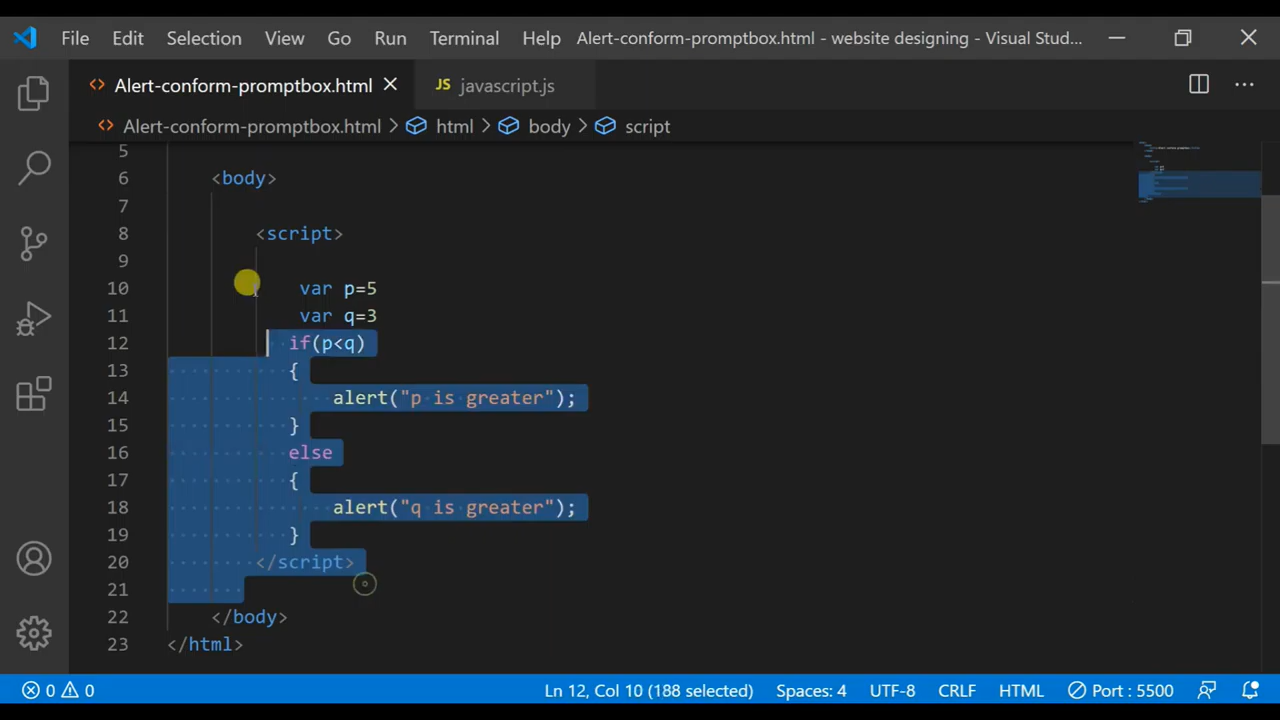 File Edit Selection View Go Run Terminal Help Alert-conform-promptbox.html - website designing - Visual Stud...
Alert-conform-promptbox.html JS javascript.js
Alert-conform-promptbox.html > html > body > script
5
6 <body>
7
8 <script>
9
10 var p=5
11 var q=3
12 if(p<q)
13 {
14 alert("p is greater");
15 }
16 else
17 {
18 alert("q is greater");
19 }
20 </script>
21
22 </body>
23 </html>
0 0 Ln 12, Col 10 (188 selected) Spaces: 4 UTF-8 CRLF HTML Port : 5500